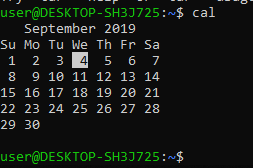 user@DESKTOP-SH3J725:~$ cal
September 2019
Su Mo Tu We Th Fr Sa
1 2 3 4 5 6 7
8 9 10 11 12 13 14
15 16 17 18 19 20 21
22 23 24 25 26 27 28
29 30
user@DESKTOP-SH3J725:~$